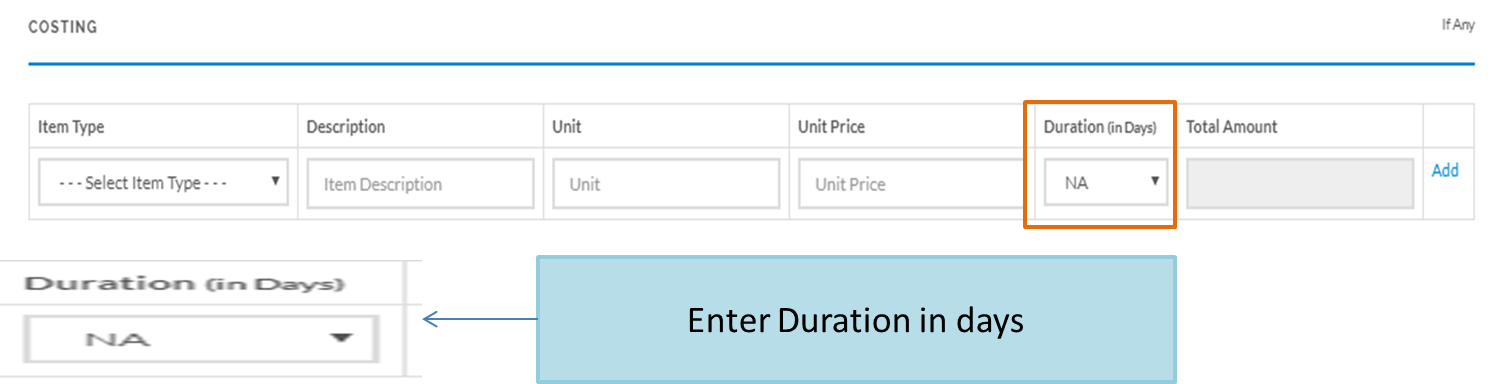 COSTING
If Any
Item Type Description Unit Unit Price Duration (in Days) Total Amount
--- Select Item Type --- Item Description Unit Unit Price NA Add
Duration (in Days)
NA
Enter Duration in days